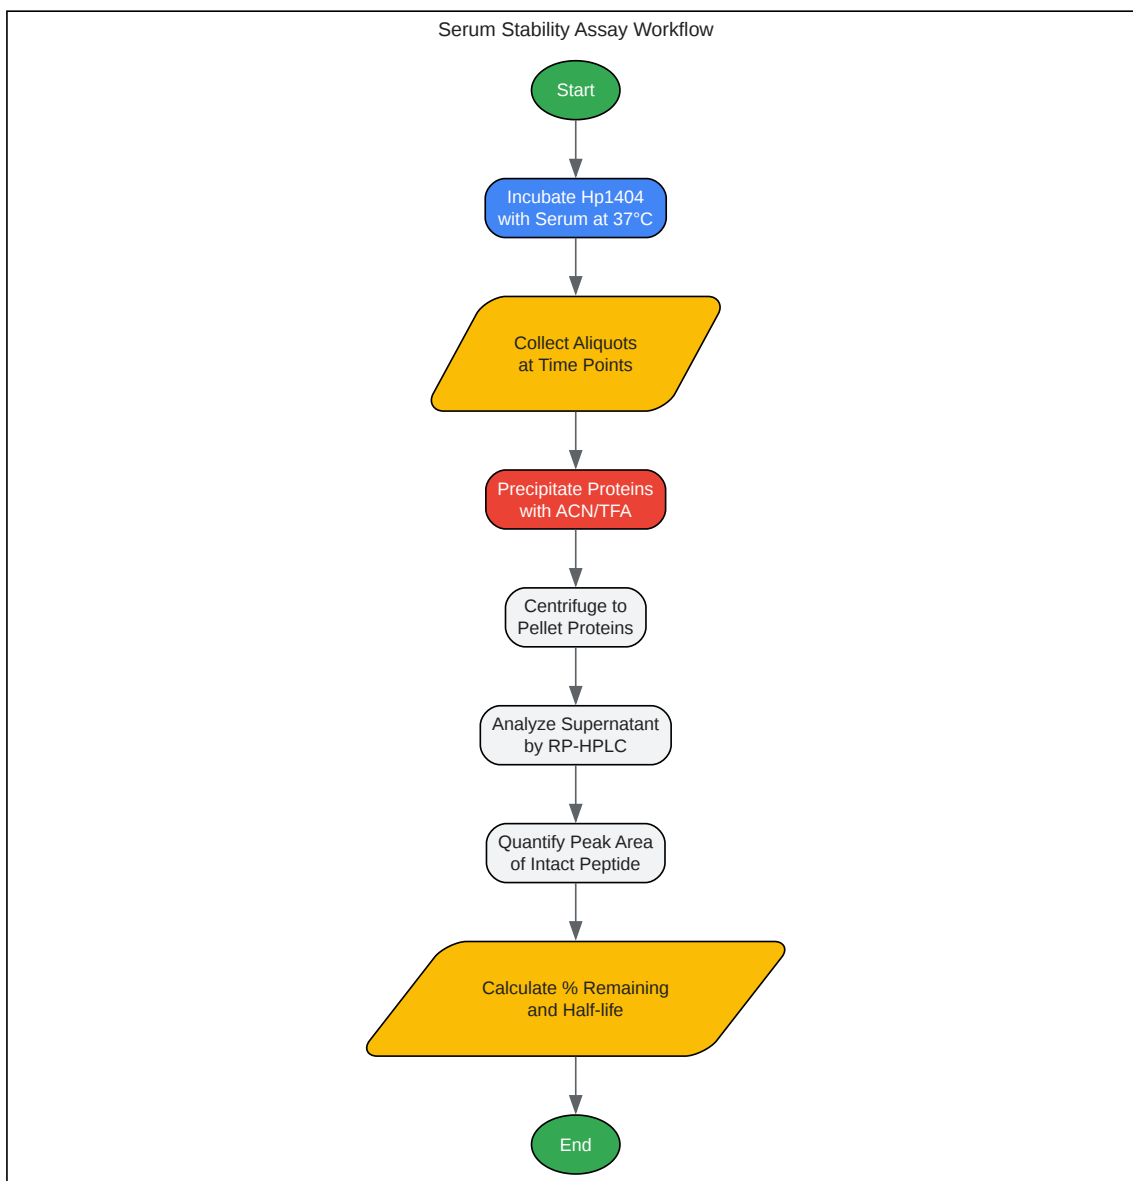 Serum Stability Assay Workflow
Start
Incubate Hp1404
with Serum at 37°C
Collect Aliquots
at Time Points
Precipitate Proteins
with ACN/TFA
Centrifuge to
Pellet Proteins
Analyze Supernatant
by RP-HPLC
Quantify Peak Area
of Intact Peptide
Calculate % Remaining
and Half-life
End